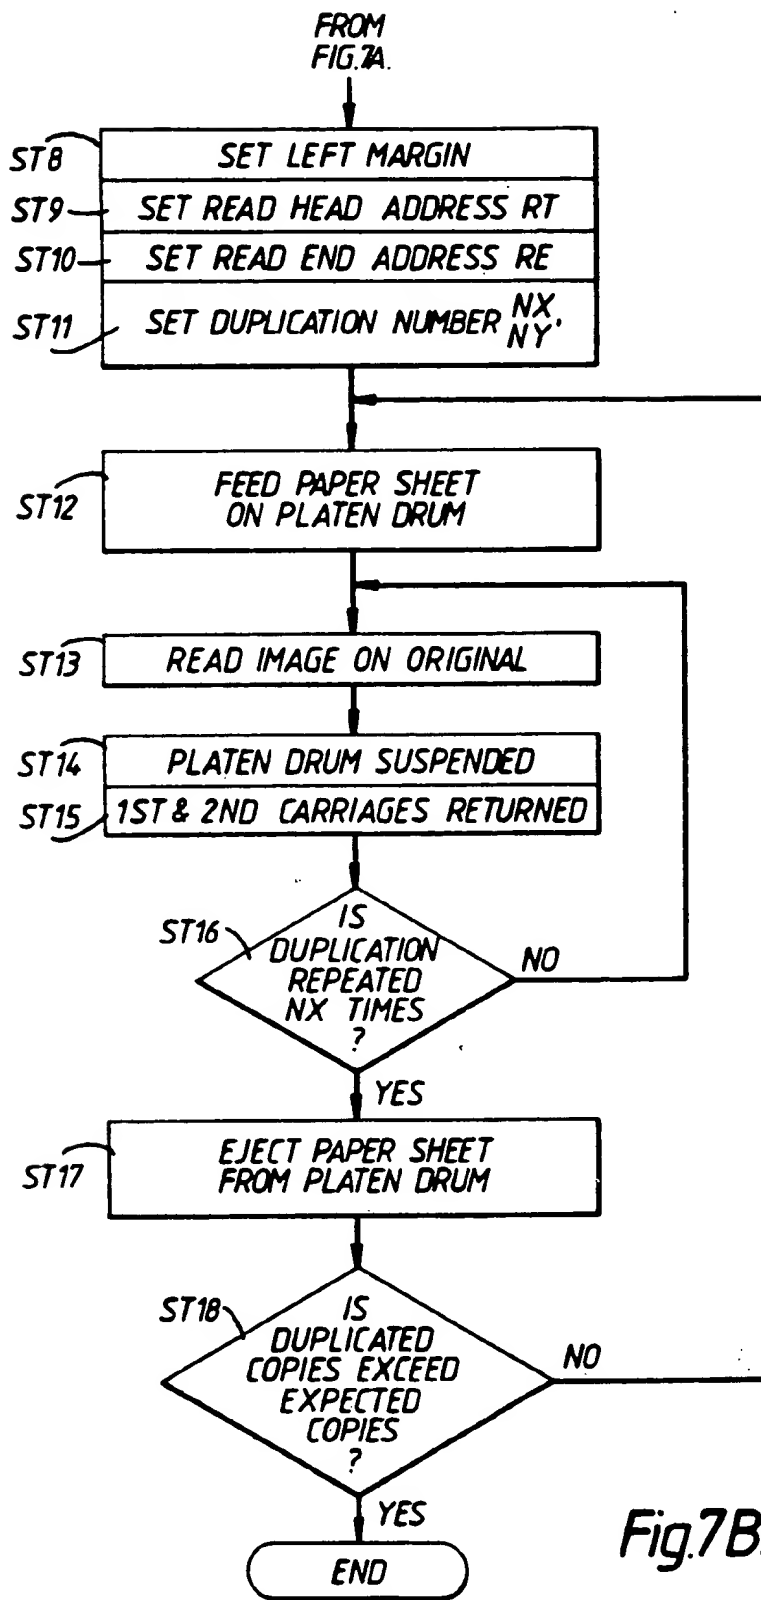 FROM
FIG.7A.
ST8
SET LEFT MARGIN
ST9
SET READ HEAD ADDRESS RT
ST10
SET READ END ADDRESS RE
ST11
SET DUPLICATION NUMBER NX
NY'
ST12
FEED PAPER SHEET
ON PLATEN DRUM
ST13
READ IMAGE ON ORIGINAL
ST14
PLATEN DRUM SUSPENDED
ST15
1ST & 2ND CARRIAGES RETURNED
ST16
IS
DUPLICATION
REPEATED
NX TIMES
?
NO
YES
ST17
EJECT PAPER SHEET
FROM PLATEN DRUM
ST18
IS
DUPLICATED
COPIES EXCEED
EXPECTED
COPIES
?
NO
YES
END
Fig.7B.